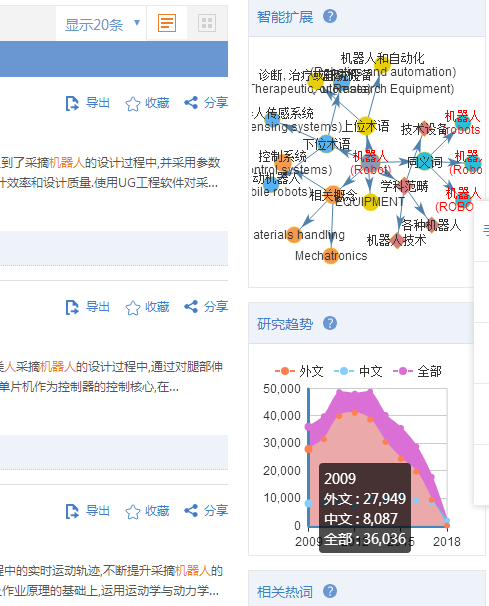 显示20条
导出 收藏 分享
到了采摘机器人的设计过程中,并采用参数
计效率和设计质量.使用UG工程软件对采...
导出 收藏 分享
人采摘机器人的设计过程中,通过对腿部伸
单片机作为控制器的控制核心,在...
导出 收藏 分享
程中的实时运动轨迹,不断提升采摘机器人的
作业原理的基础上,运用运动学与动力学...
智能扩展 ?
机器人和自动化
(Robotics and automation)
诊断, 治疗
Research Equipment)
人传感系统
ensing systems)
上位术语
技术设备
机器人
robots
下位术语
控制系统
ontrol systems)
机器人
(Robot)
同义词
机器
(Rob
动机器人
bile robots)
相关概念
学科范畴
机器人
(ROBO
EQUIPMENT
各种机器人
aterials handling
机器人技术
Mechatronics
研究趋势 ?
外文 中文 全部
50,000
40,000
30,000
20,000
10,000
0
2009
外文 : 27,949
中文 : 8,087
全部 : 36,036
2009 2018
相关热词 ?